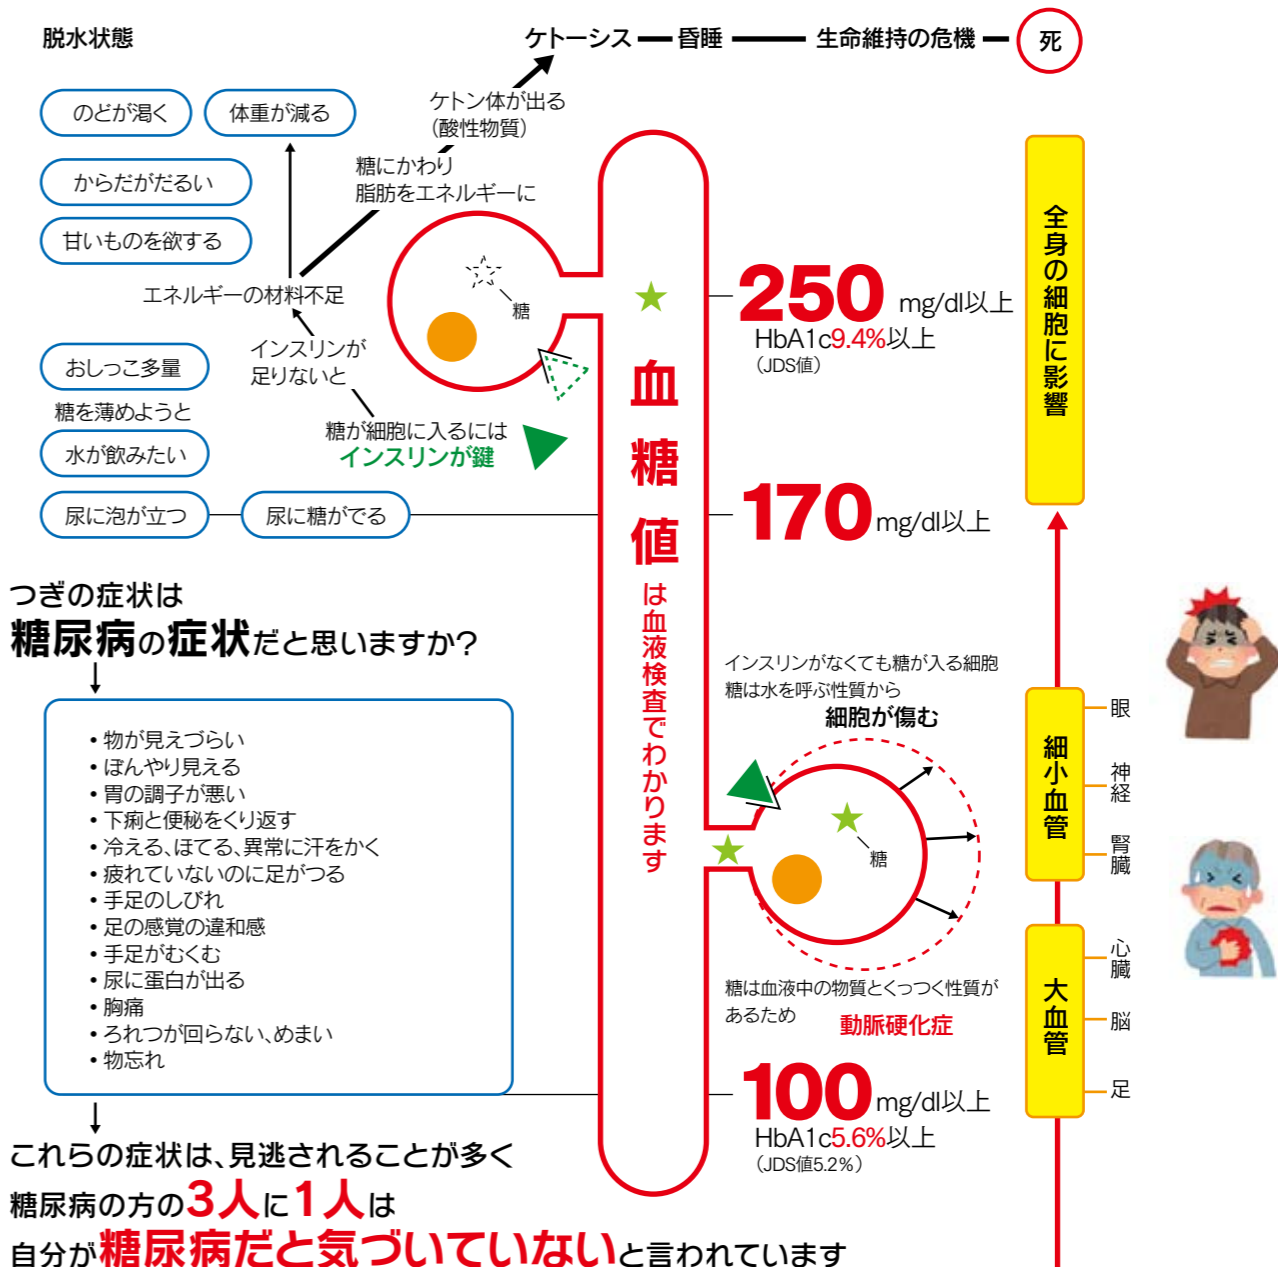 脱水状態
ケトーシス
昏睡
生命維持の危機
死
のどが渇く
体重が減る
ケトン体が出る
（酸性物質）
からだがだるい
糖にかわり
脂肪をエネルギーに
甘いものを欲する
エネルギーの材料不足
糖
インスリンが
足りないと
おしっこ多量
糖を薄めようと
水が飲みたい
糖が細胞に入るには
インスリンが鍵
尿に泡が立つ
尿に糖がでる
血糖値は血液検査でわかります
250 mg/dl以上
HbA1c9.4%以上
（JDS値）
170 mg/dl以上
全身の細胞に影響
つぎの症状は
糖尿病の症状だと思いますか？
• 物が見えづらい
• ぼんやり見える
• 胃の調子が悪い
• 下痢と便秘をくり返す
• 冷える、ほてる、異常に汗をかく
• 疲れていないのに足がつる
• 手足のしびれ
• 足の感覚の違和感
• 手足がむくむ
• 尿に蛋白が出る
• 胸痛
• ろれつが回らない、めまい
• 物忘れ
インスリンがなくても糖が入る細胞
糖は水を呼ぶ性質から
細胞が傷む
糖
糖は血液中の物質とくっつく性質が
あるため
動脈硬化症
100 mg/dl以上
HbA1c5.6%以上
（JDS値5.2%）
細小血管
眼
神経
腎臓
大血管
心臓
脳
足
これらの症状は、見逃されることが多く
糖尿病の方の3人に1人は
自分が糖尿病だと気づいていないと言われています